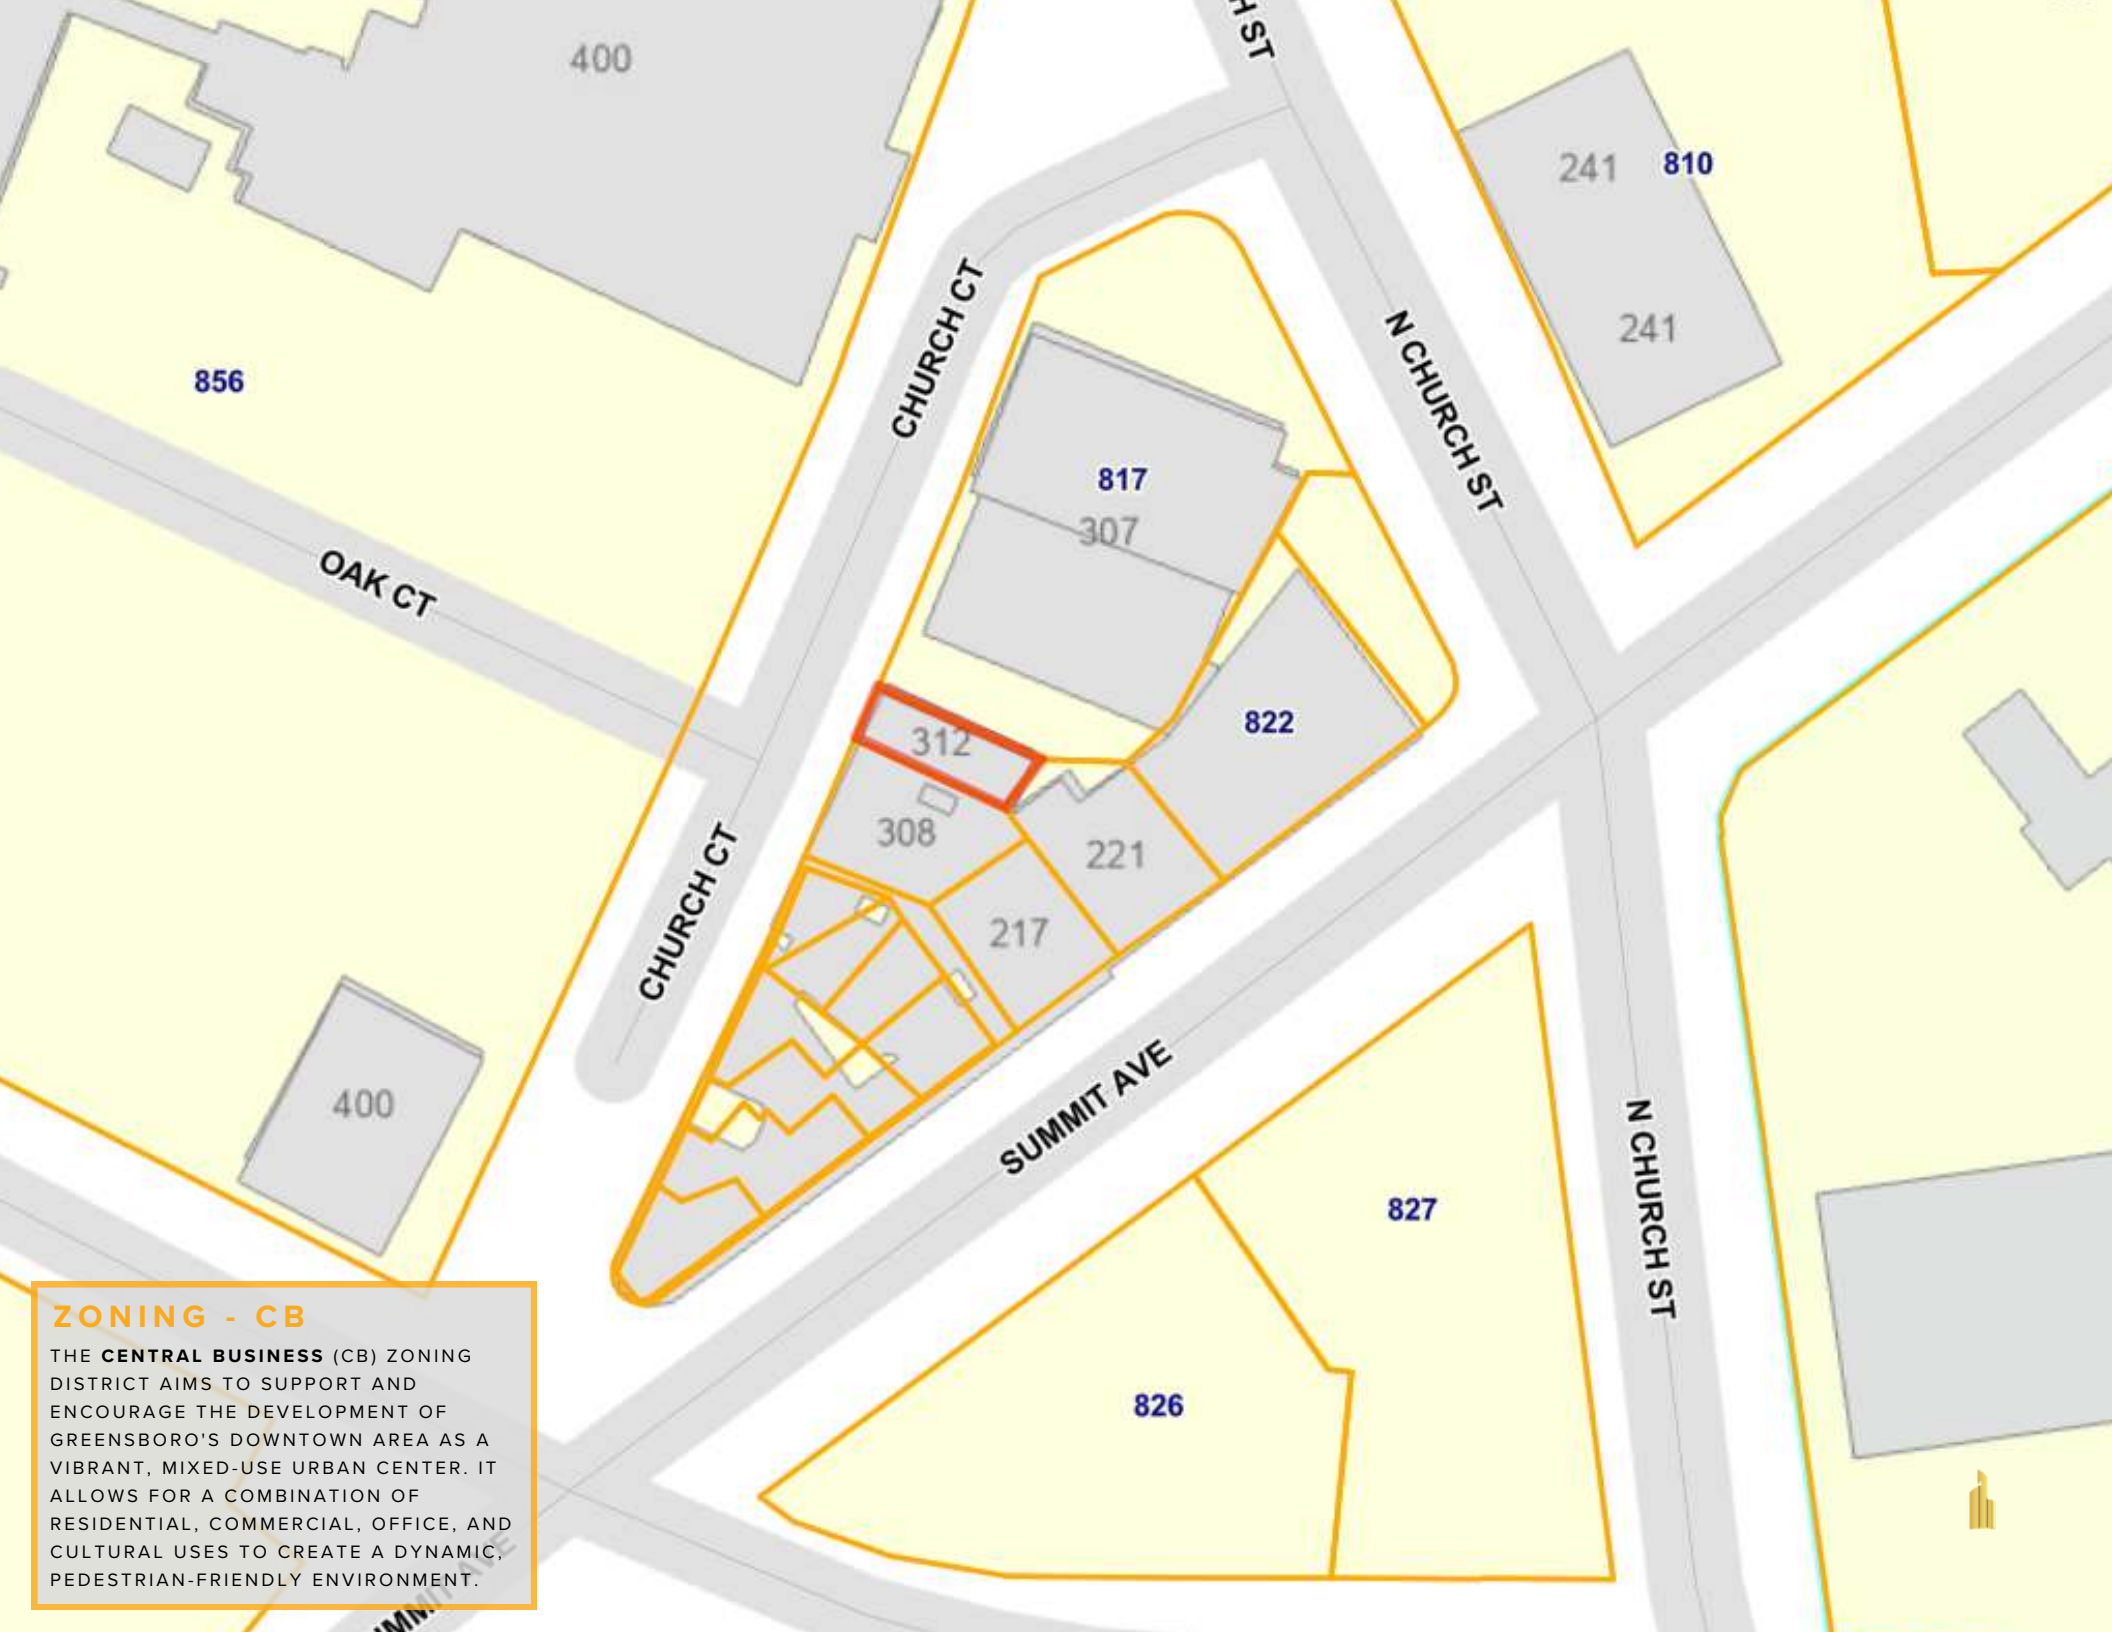 400
H ST
241
810
241
CHURCH CT
N CHURCH ST
856
817
307
OAK CT
312
822
308
221
217
CHURCH CT
400
SUMMIT AVE
N CHURCH ST
827
826
ZONING - CB
THE CENTRAL BUSINESS (CB) ZONING
DISTRICT AIMS TO SUPPORT AND
ENCOURAGE THE DEVELOPMENT OF
GREENSBORO'S DOWNTOWN AREA AS A
VIBRANT, MIXED-USE URBAN CENTER. IT
ALLOWS FOR A COMBINATION OF
RESIDENTIAL, COMMERCIAL, OFFICE, AND
CULTURAL USES TO CREATE A DYNAMIC,
PEDESTRIAN-FRIENDLY ENVIRONMENT.
UMMIT AVE